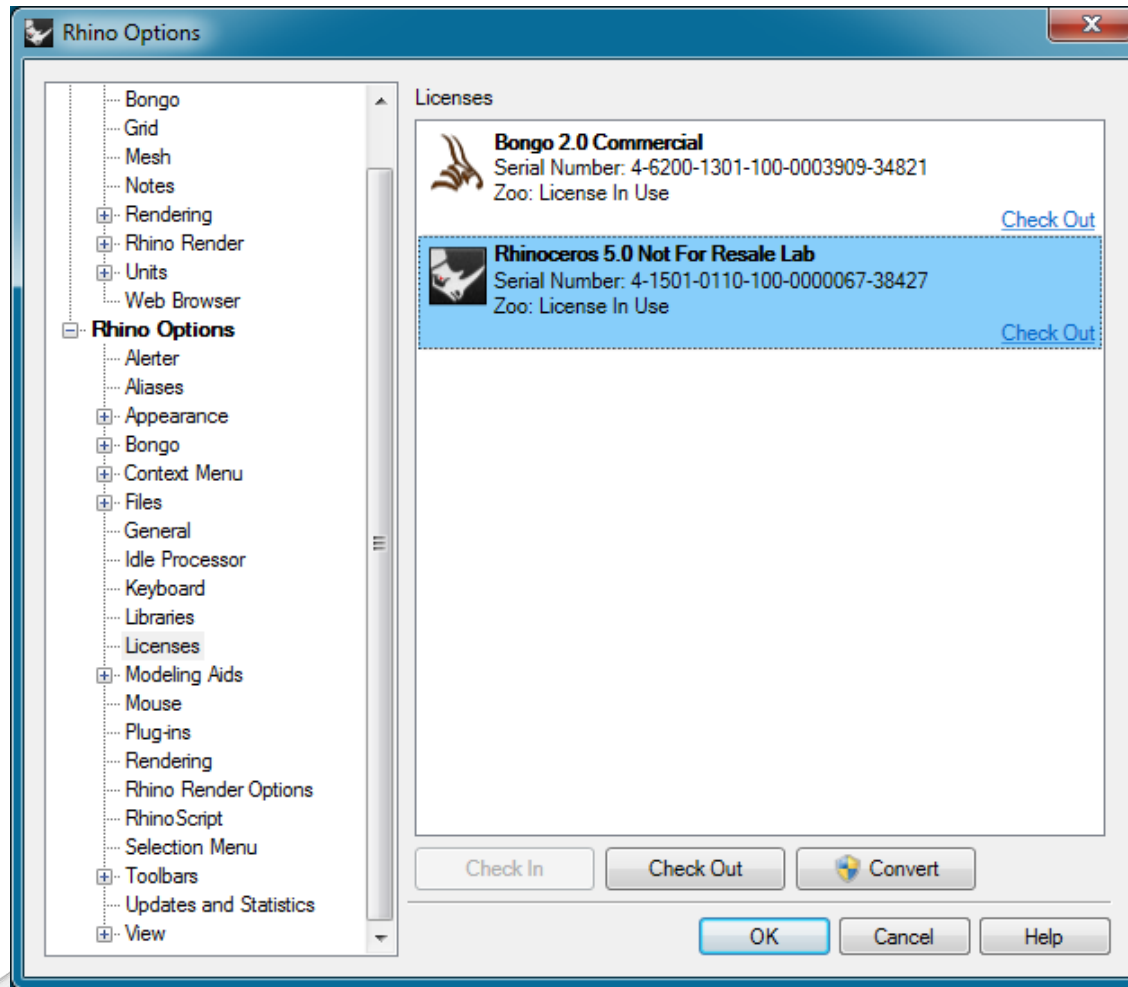 Rhino Options
Bongo
Grid
Mesh
Notes
Rendering
Rhino Render
Units
Web Browser
Rhino Options
Alerter
Aliases
Appearance
Bongo
Context Menu
Files
General
Idle Processor
Keyboard
Libraries
Licenses
Modeling Aids
Mouse
Plug-ins
Rendering
Rhino Render Options
RhinoScript
Selection Menu
Toolbars
Updates and Statistics
View
Licenses
Bongo 2.0 Commercial
Serial Number: 4-6200-1301-100-0003909-34821
Zoo: License In Use
Check Out
Rhinoceros 5.0 Not For Resale Lab
Serial Number: 4-1501-0110-100-0000067-38427
Zoo: License In Use
Check Out
Check In
Check Out
Convert
OK
Cancel
Help